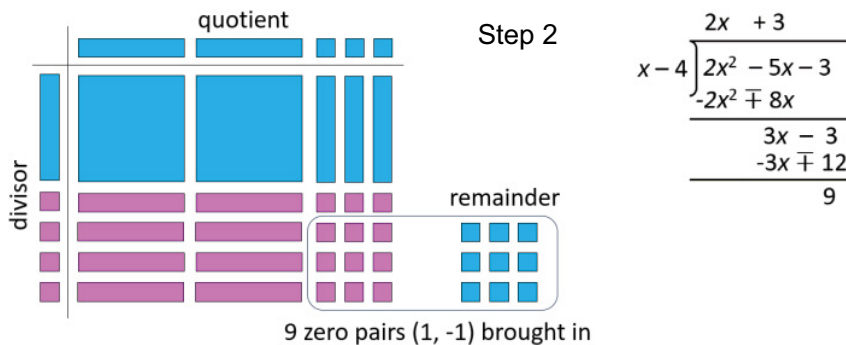 quotient
Step 2
divisor
remainder
9 zero pairs (1, -1) brought in
2x + 3
x – 4 2x² – 5x – 3
-2x² ∓ 8x
3x – 3
-3x ∓ 12
9